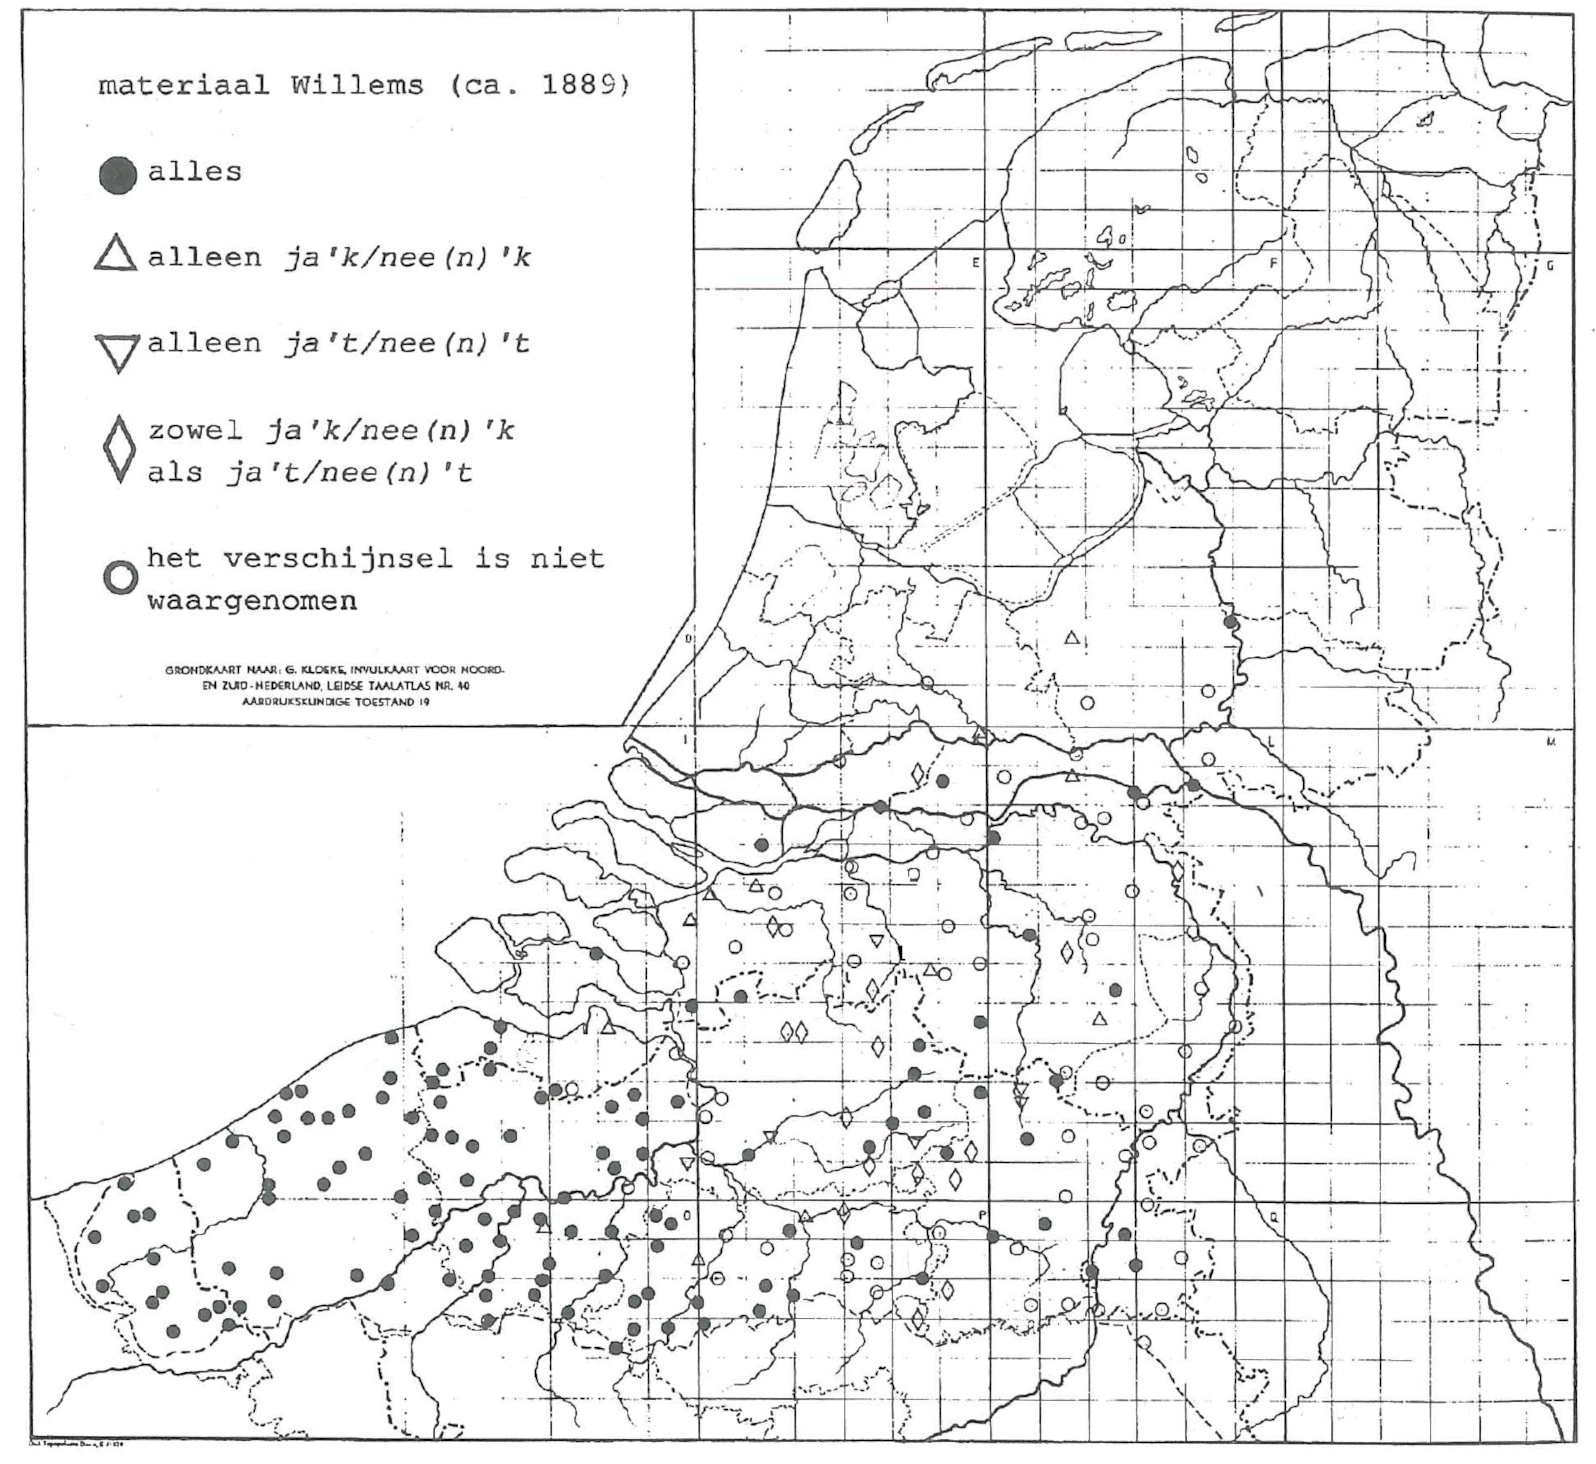 materiaal Willems (ca. 1889)
alles
alleen ja'k/nee(n)'k
alleen ja't/nee(n)'t
zowel ja'k/nee(n)'k
als ja't/nee(n)'t
het verschijnsel is niet
waargenomen
GRONDKAART NAAR: G. KLOEKE, INVULKAART VOOR NOORD-
EN ZUID-NEDERLAND, LEIDSE TAALATLAS NR. 40
AARDRIJKSKUNDIGE TOESTAND 19
E
F
G
D
I
L
M
O
P
Q